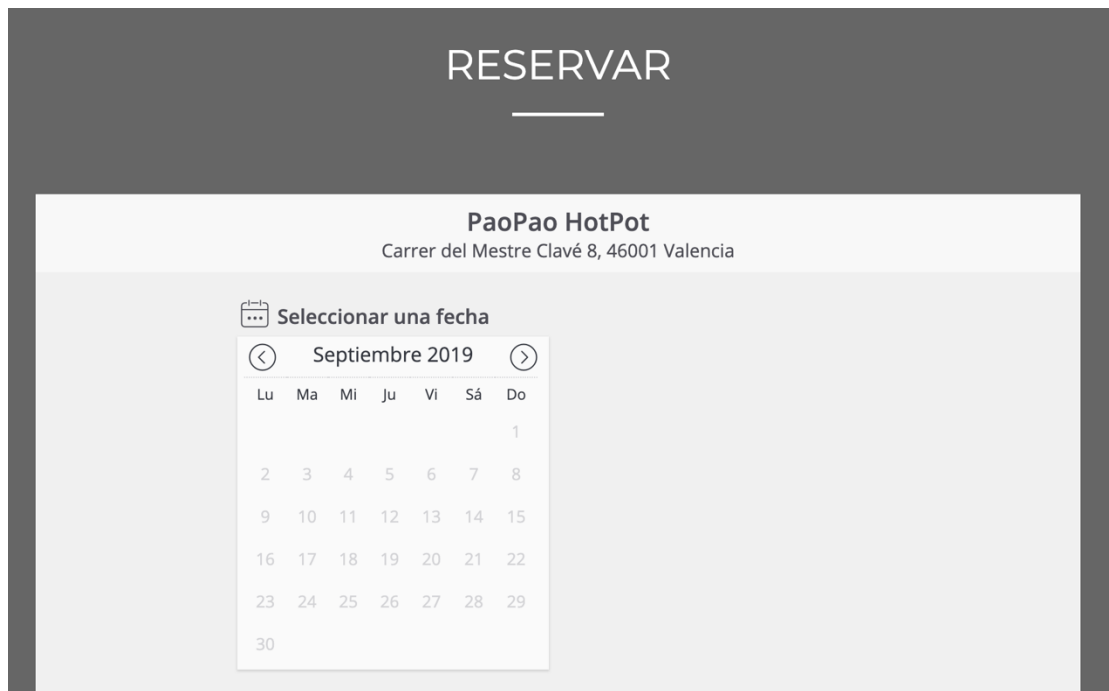 RESERVAR
PaoPao HotPot
Carrer del Mestre Clavé 8, 46001 Valencia
Seleccionar una fecha
Septiembre 2019
Lu Ma Mi Ju Vi Sá Do
1
2 3 4 5 6 7 8
9 10 11 12 13 14 15
16 17 18 19 20 21 22
23 24 25 26 27 28 29
30